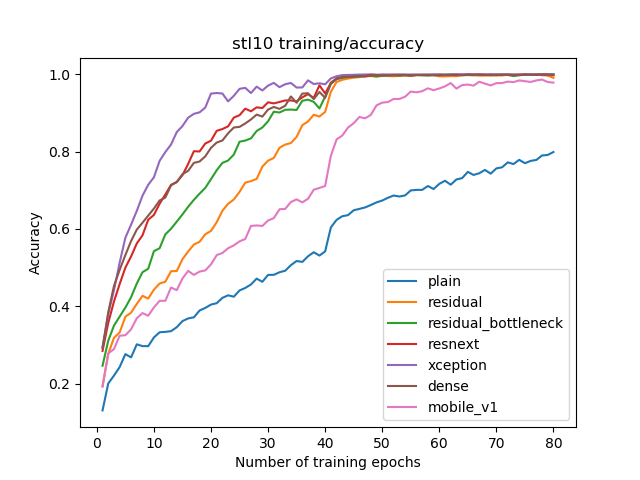 stl10 training/accuracy
Accuracy
1.0
0.8
0.6
0.4
0.2
0
10
20
30
40
50
60
70
80
Number of training epochs
plain
residual
residual_bottleneck
resnext
xception
dense
mobile_v1